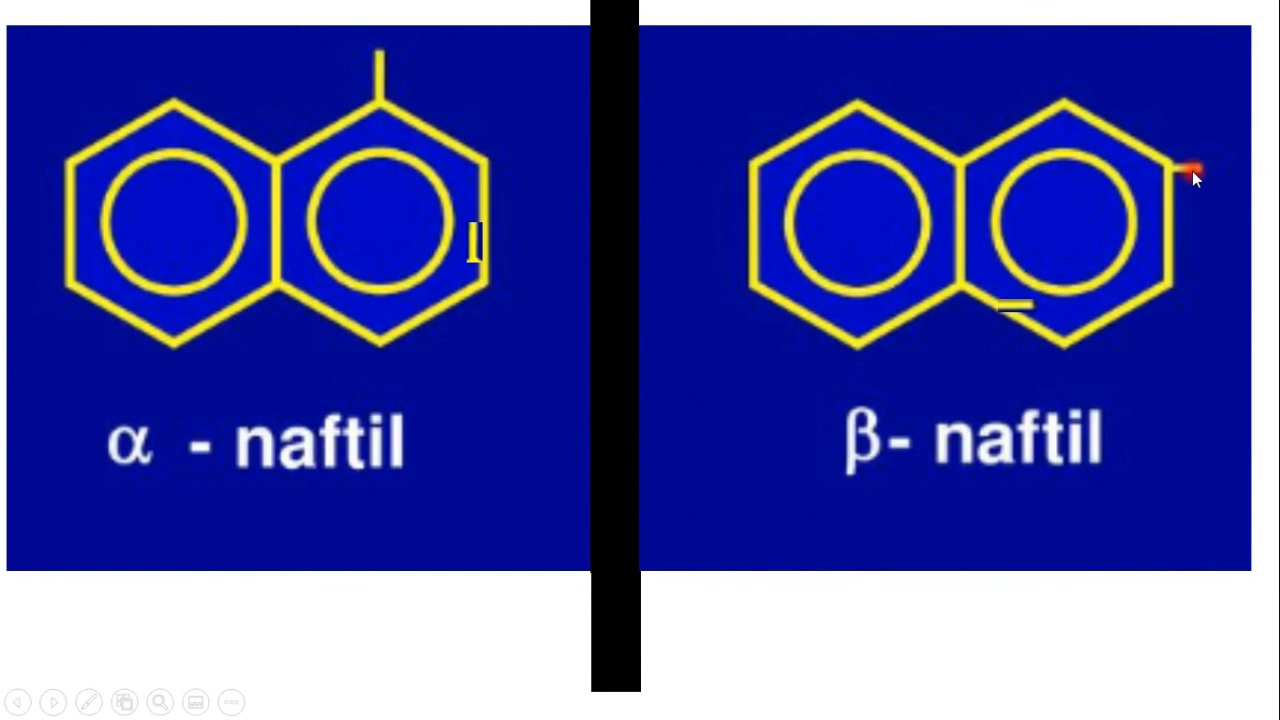 α - naftil
β- naftil